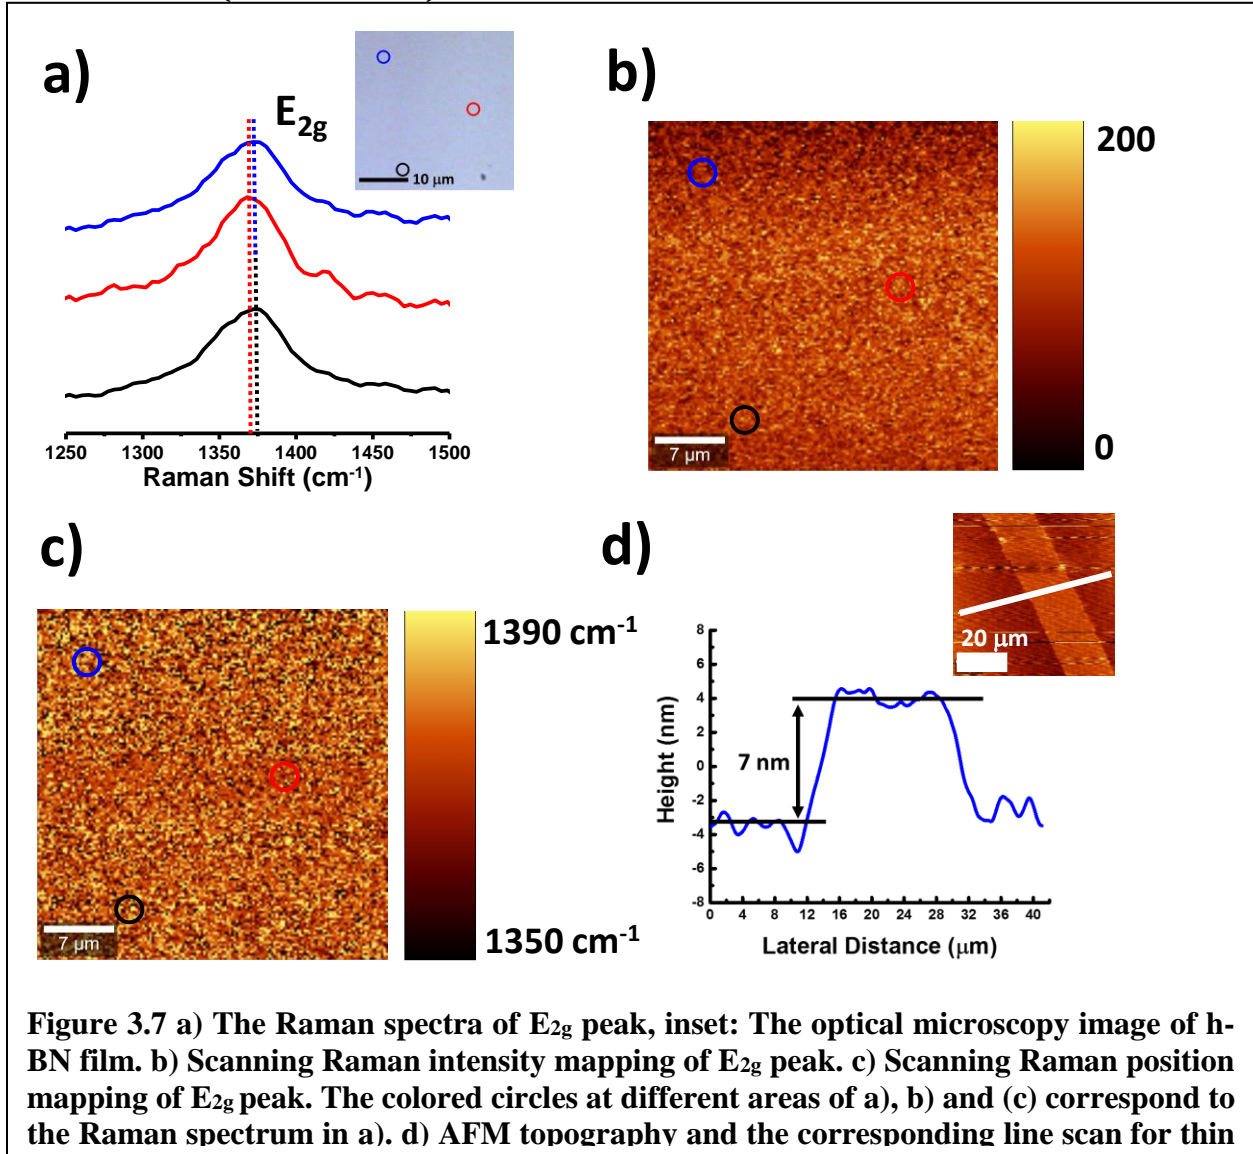 a)
E2g
10 µm
1250 1300 1350 1400 1450 1500
Raman Shift (cm-1)
b)
200
0
7 µm
c)
1390 cm-1
1350 cm-1
7 µm
d)
20 µm
8
6
4
2
0
-2
-4
-6
-8
Height (nm)
7 nm
0 4 8 12 16 20 24 28 32 36 40
Lateral Distance (µm)
Figure 3.7 a) The Raman spectra of E2g peak, inset: The optical microscopy image of h-
BN film. b) Scanning Raman intensity mapping of E2g peak. c) Scanning Raman position
mapping of E2g peak. The colored circles at different areas of a), b) and (c) correspond to
the Raman spectrum in a). d) AFM topography and the corresponding line scan for thin